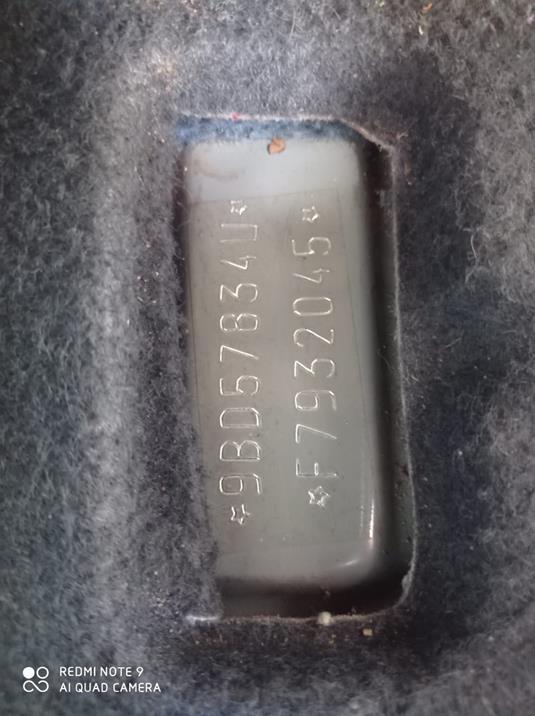 *9BD57834U*
*F7932045*
REDMI NOTE 9
AI QUAD CAMERA